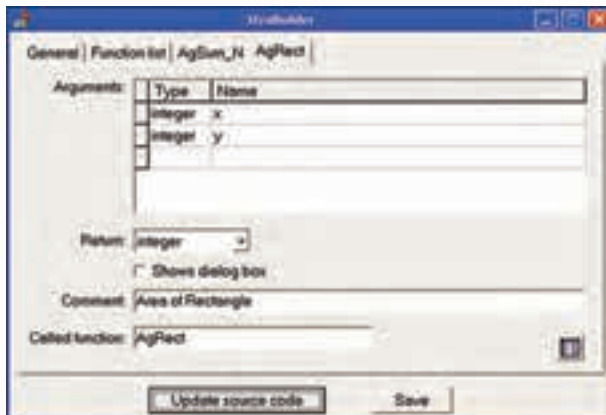 XtraBuilder
General Function list AgSum_N AgRect
Arguments: Type Name
integer x
integer y
Return: integer
Shows dialog box
Comment: Area of Rectangle
Called function: AgRect
Update source code Save